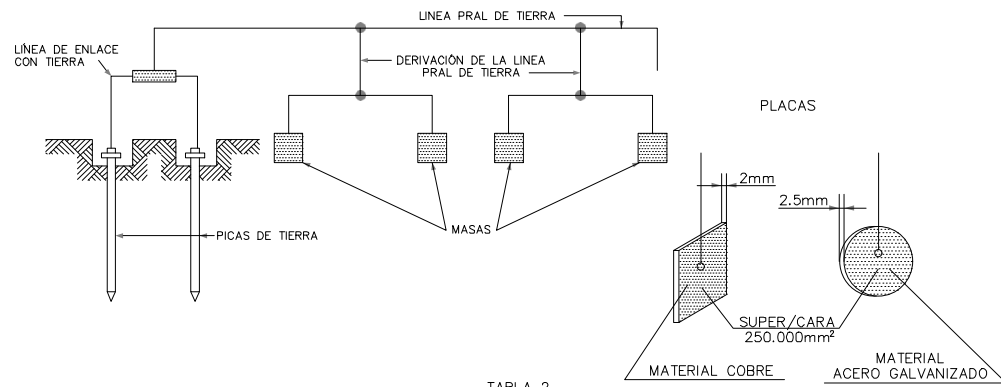 LINEA PRAL DE TIERRA
LÍNEA DE ENLACE
CON TIERRA
DERIVACIÓN DE LA LINEA
PRAL DE TIERRA
PLACAS
2mm
2.5mm
MASAS
PICAS DE TIERRA
SUPER/CARA
250.000mm²
MATERIAL COBRE
MATERIAL
ACERO GALVANIZADO
TABLA 2